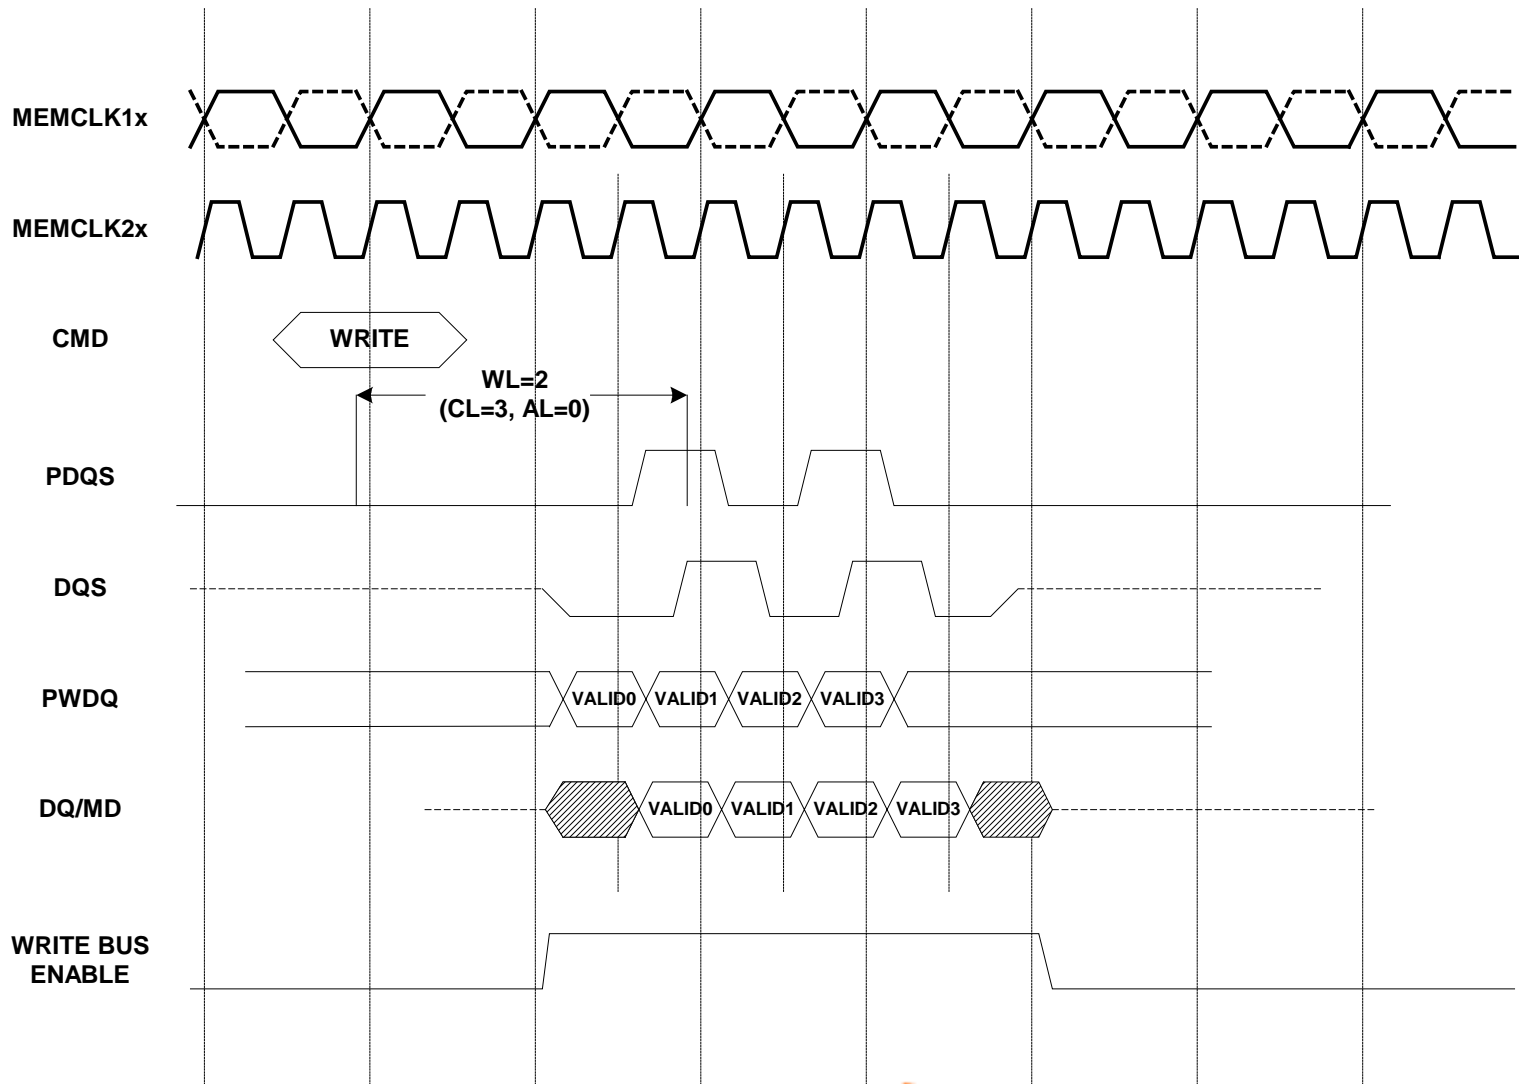 MEMCLK1x
MEMCLK2x
CMD
WRITE
WL=2
(CL=3, AL=0)
PDQS
DQS
PWDQ
VALID0 VALID1 VALID2 VALID3
DQ/MD
VALID0 VALID1 VALID2 VALID3
WRITE BUS
ENABLE